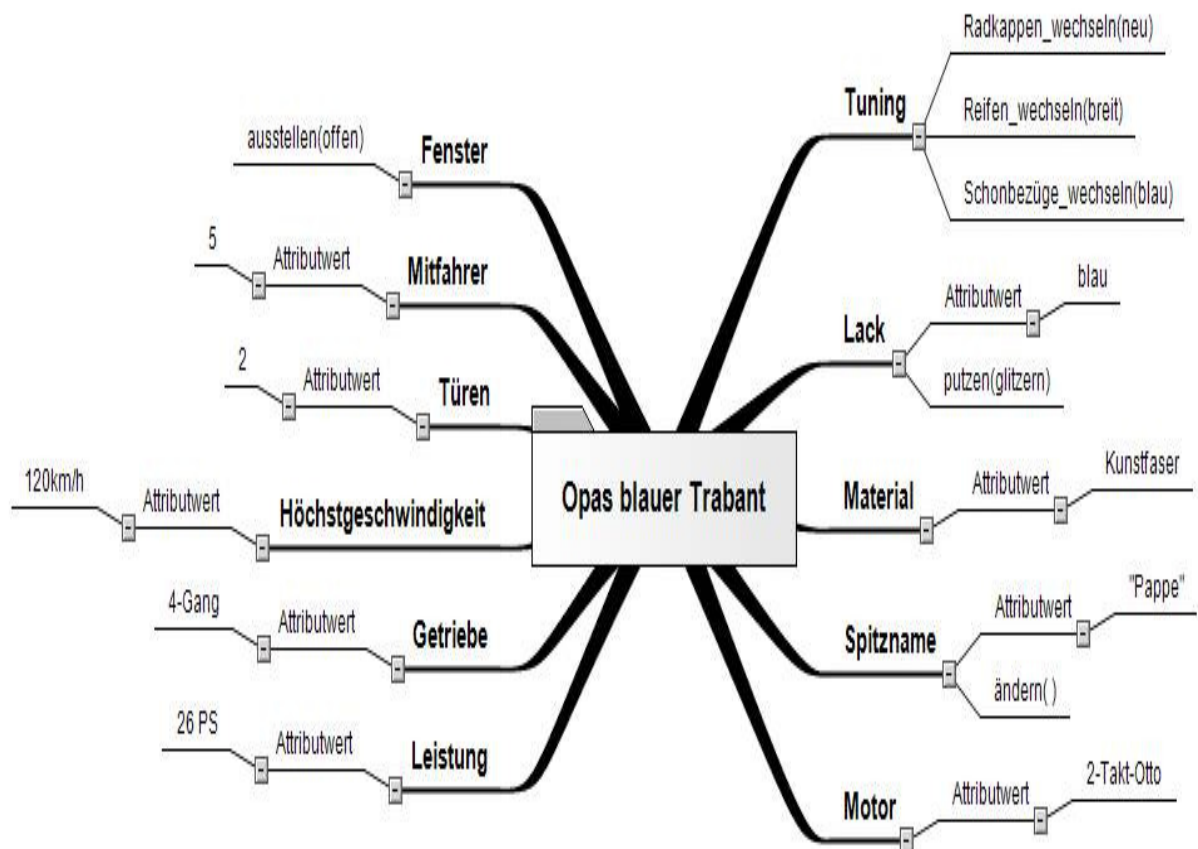 Opas blauer Trabant
Tuning
Radkappen_wechseln(neu)
Reifen_wechseln(breit)
Schonbezüge_wechseln(blau)
Lack
Attributwert
blau
putzen(glitzern)
Material
Attributwert
Kunstfaser
Spitzname
Attributwert
"Pappe"
ändern( )
Motor
Attributwert
2-Takt-Otto
Fenster
ausstellen(offen)
Mitfahrer
Attributwert
5
Türen
Attributwert
2
Höchstgeschwindigkeit
Attributwert
120km/h
Getriebe
Attributwert
4-Gang
Leistung
Attributwert
26 PS